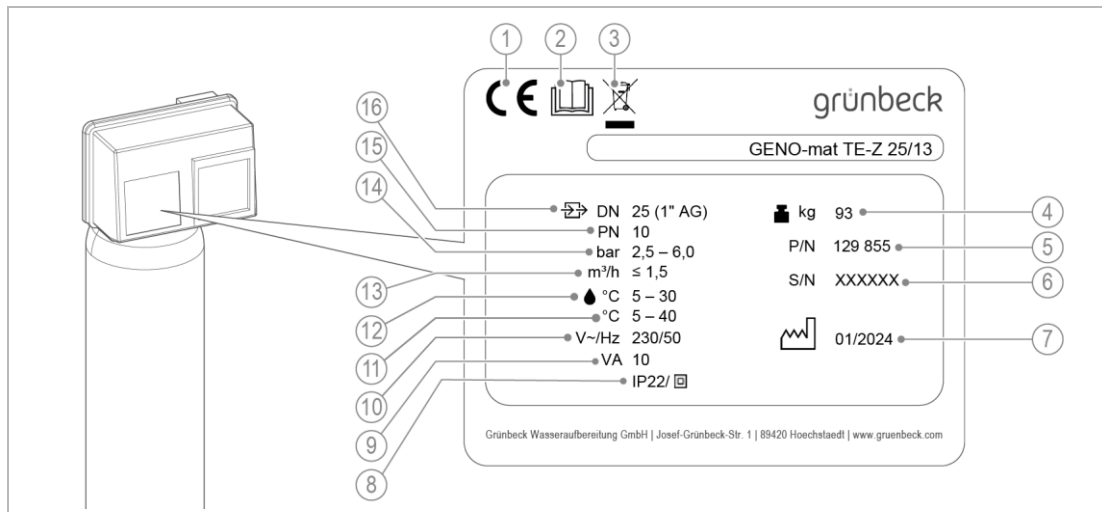 1 2 3
CE
grünbeck
GENO-mat TE-Z 25/13
16 DN 25 (1" AG) kg 93 4
15 PN 10 P/N 129 855 5
14 bar 2,5 – 6,0
13 m³/h ≤ 1,5 S/N XXXXXX 6
12 °C 5 – 30
11 °C 5 – 40
10 V~/Hz 230/50 01/2024 7
9 VA 10
8 IP22/
Grünbeck Wasseraufbereitung GmbH | Josef-Grünbeck-Str. 1 | 89420 Hoechstaedt | www.gruenbeck.com